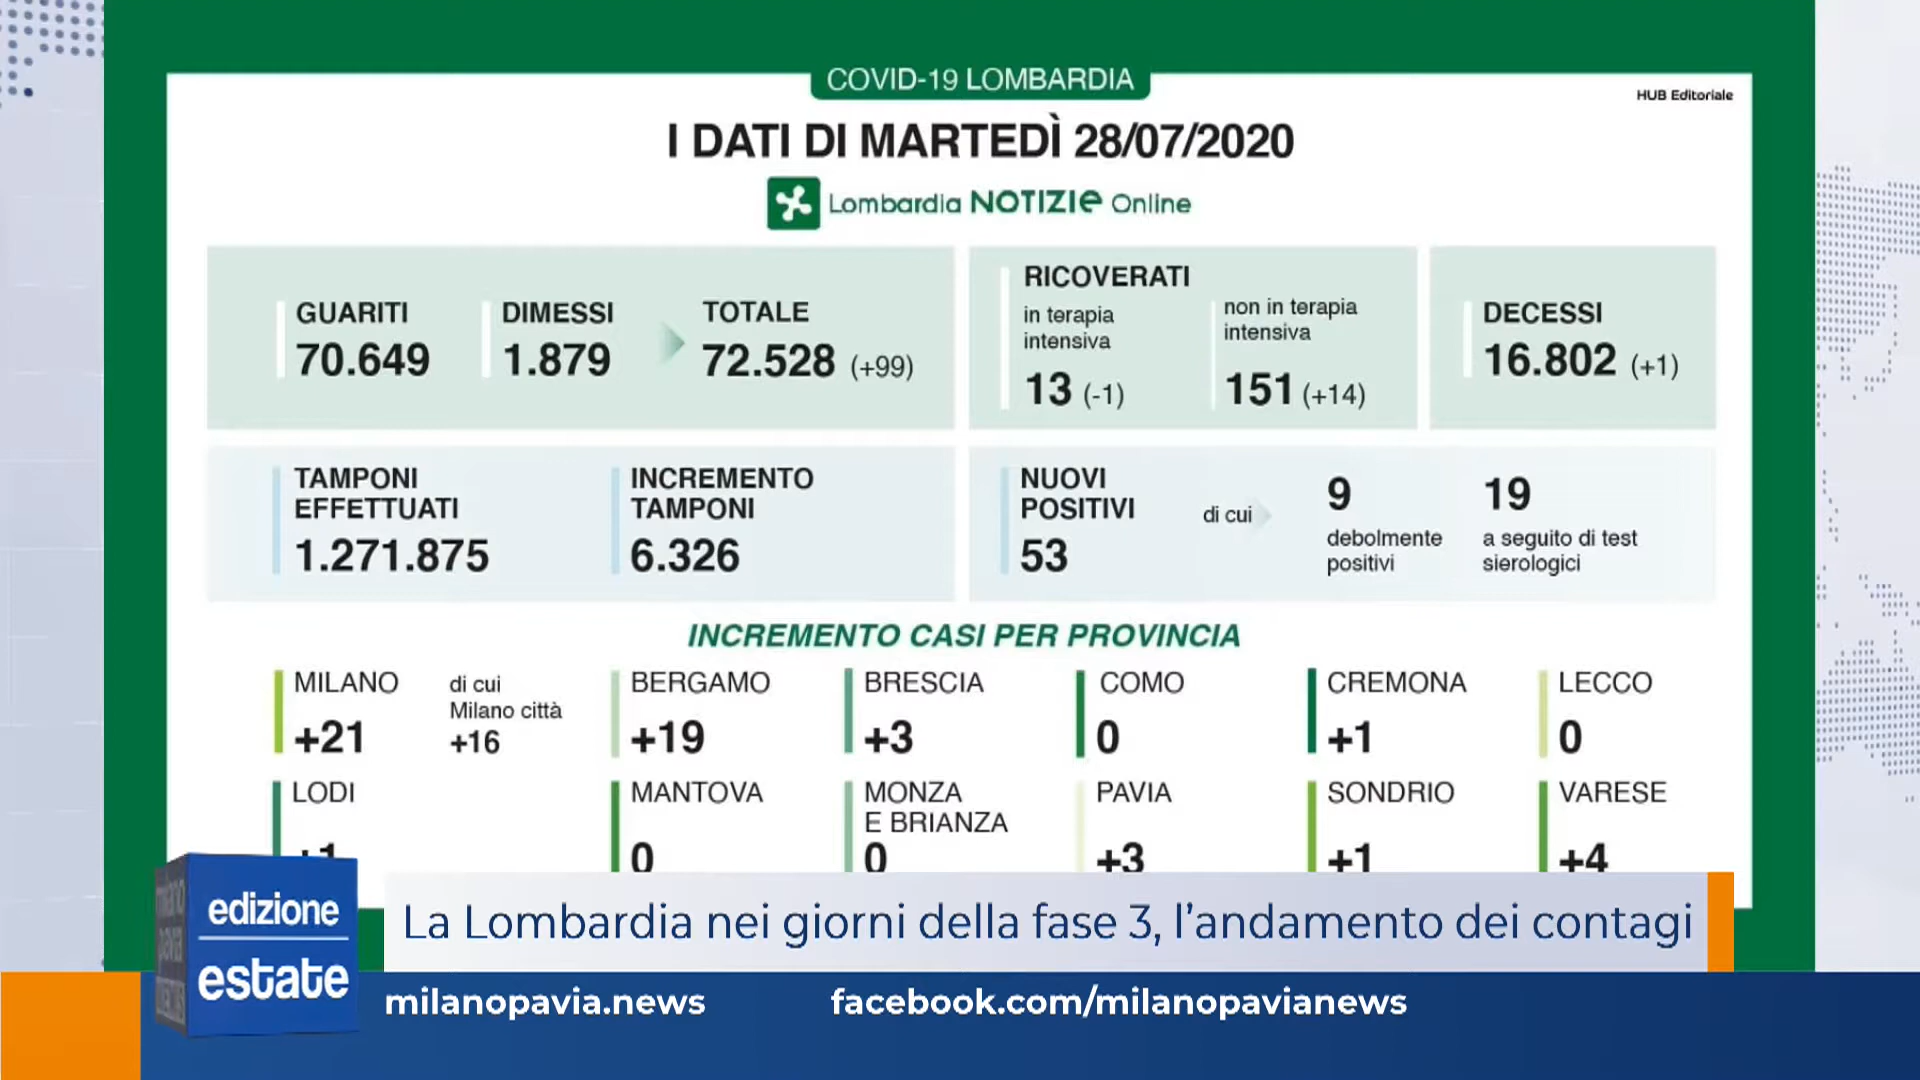 COVID-19 LOMBARDIA
HUB Editoriale
I DATI DI MARTEDÌ 28/07/2020
Lombardia NOTIZIE Online
GUARITI
70.649
DIMESSI
1.879
TOTALE
72.528 (+99)
RICOVERATI
in terapia
intensiva
13 (-1)
non in terapia
intensiva
151 (+14)
DECESSI
16.802 (+1)
TAMPONI
EFFETTUATI
1.271.875
INCREMENTO
TAMPONI
6.326
NUOVI
POSITIVI
53
di cui
9
debolmente
positivi
19
a seguito di test
sierologici
INCREMENTO CASI PER PROVINCIA
MILANO
+21
di cui
Milano città
+16
BERGAMO
+19
BRESCIA
+3
COMO
0
CREMONA
+1
LECCO
0
LODI
+1
MANTOVA
0
MONZA
E BRIANZA
0
PAVIA
+3
SONDRIO
+1
VARESE
+4
edizione
estate
La Lombardia nei giorni della fase 3, l'andamento dei contagi
milanopavia.news
facebook.com/milanopavianews